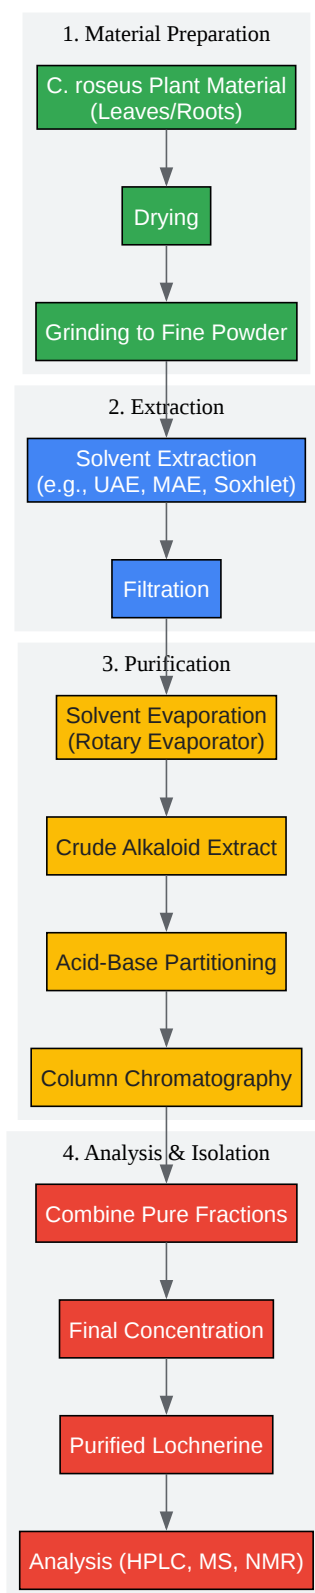 1. Material Preparation
C. roseus Plant Material
(Leaves/Roots)
Drying
Grinding to Fine Powder
2. Extraction
Solvent Extraction
(e.g., UAE, MAE, Soxhlet)
Filtration
3. Purification
Solvent Evaporation
(Rotary Evaporator)
Crude Alkaloid Extract
Acid-Base Partitioning
Column Chromatography
4. Analysis & Isolation
Combine Pure Fractions
Final Concentration
Purified Lochnerine
Analysis (HPLC, MS, NMR)